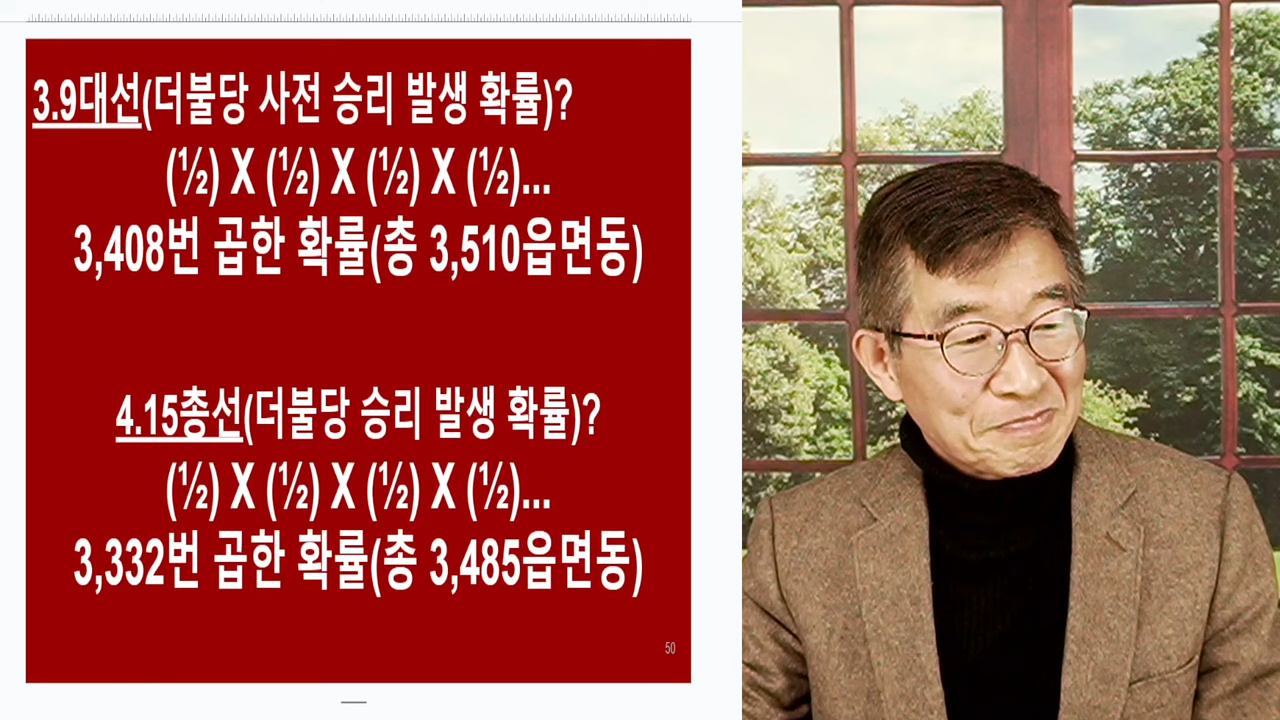 3.9대선(더불당 사전 승리 발생 확률)?
(½) X (½) X (½) X (½)...
3,408번 곱한 확률(총 3,510읍면동)
4.15총선(더불당 승리 발생 확률)?
(½) X (½) X (½) X (½)...
3,332번 곱한 확률(총 3,485읍면동)
50